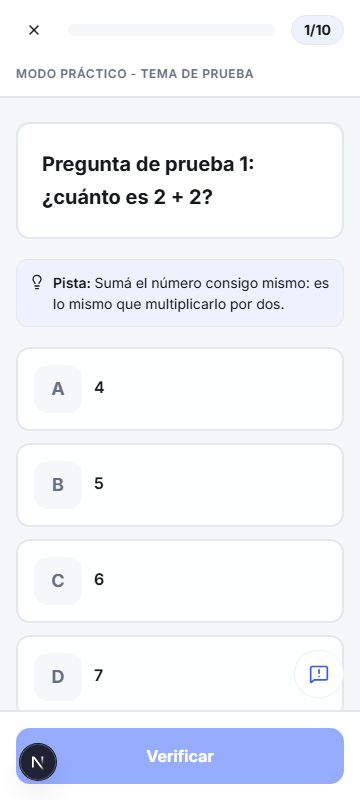 1/10
MODO PRÁCTICO - TEMA DE PRUEBA
Pregunta de prueba 1:
¿cuánto es 2 + 2?
Pista: Sumá el número consigo mismo: es
lo mismo que multiplicarlo por dos.
A 4
B 5
C 6
D 7
N Verificar